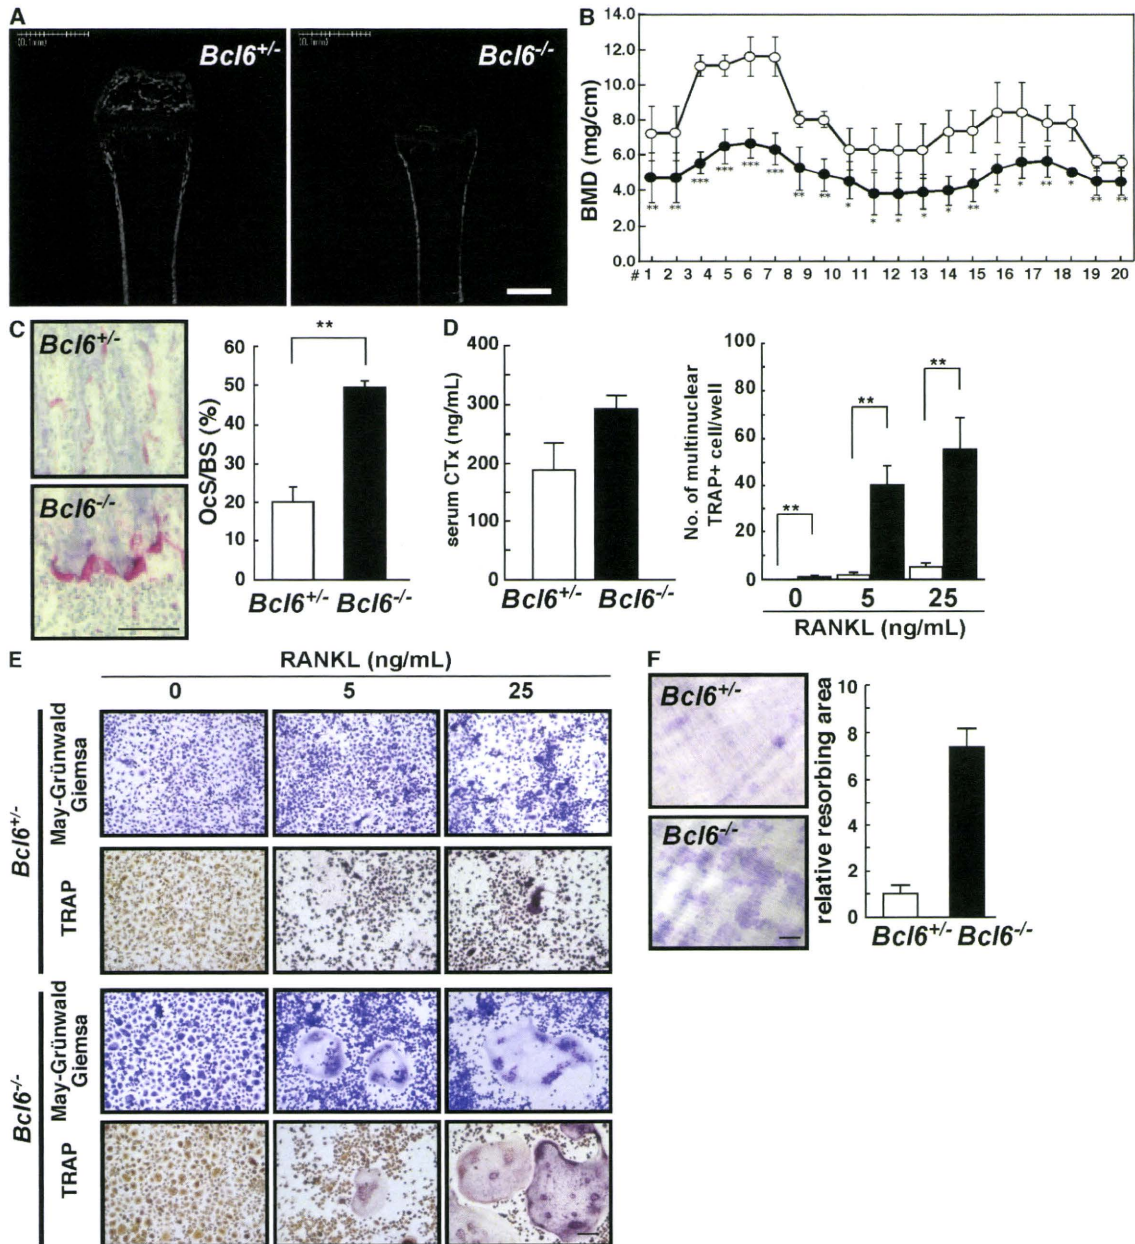 A
[0.1mm]
Bcl6+/-
[0.1mm]
Bcl6-/-
B
BMD (mg/cm)
14.0
12.0
10.0
8.0
6.0
4.0
2.0
0.0
** ** *** *** *** *** ** ** * * * * * ** * * ** * ** **
# 1 2 3 4 5 6 7 8 9 10 11 12 13 14 15 16 17 18 19 20
C
Bcl6+/-
Bcl6-/-
OcS/BS (%)
60
50
40
30
20
10
0
**
Bcl6+/- Bcl6-/-
D
serum CTx (ng/mL)
400
300
200
100
0
Bcl6+/- Bcl6-/-
No. of multinuclear
TRAP+ cell/well
100
80
60
40
20
0
** ** **
0 5 25
RANKL (ng/mL)
E
RANKL (ng/mL)
0 5 25
Bcl6+/-
May-Grünwald
Giemsa
TRAP
Bcl6-/-
May-Grünwald
Giemsa
TRAP
F
Bcl6+/-
Bcl6-/-
relative resorbing area
10
8
6
4
2
0
Bcl6+/- Bcl6-/-